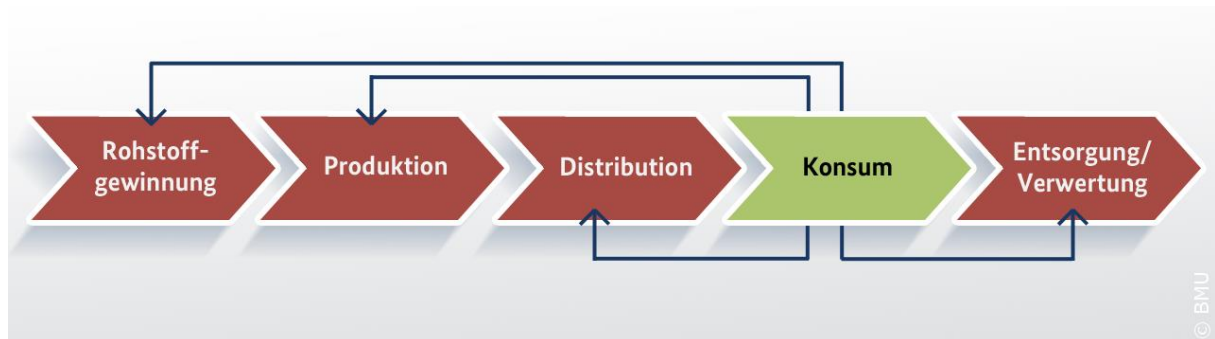 Rohstoff-
gewinnung
Produktion
Distribution
Konsum
Entsorgung/
Verwertung
© BMU